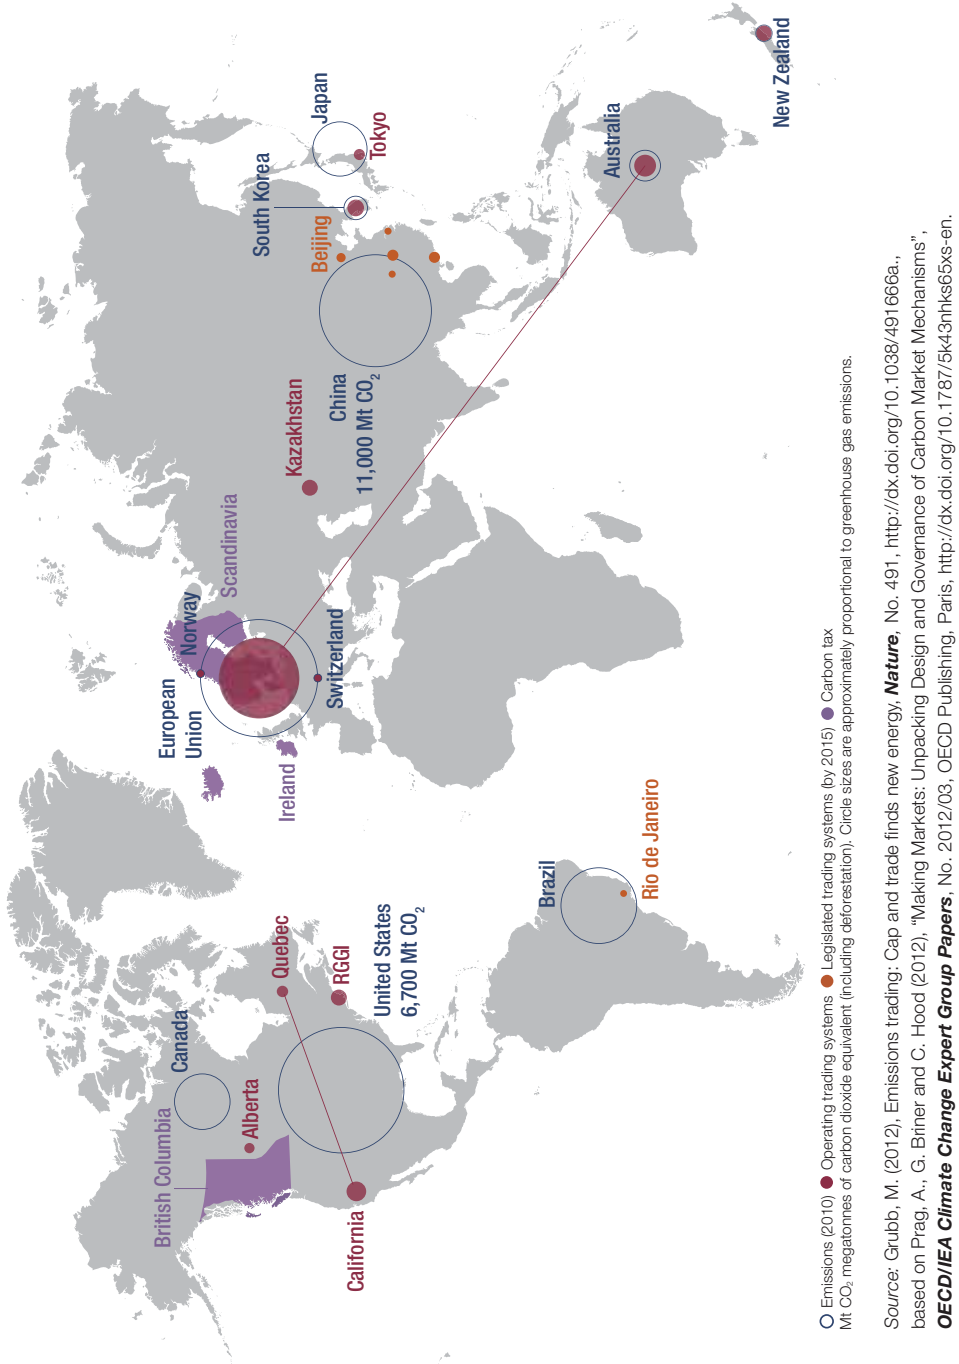 British Columbia
Canada
Alberta
California
Quebec
RGGI
United States
6,700 Mt CO₂
Brazil
Rio de Janeiro
European
Union
Norway
Scandinavia
Ireland
Switzerland
Kazakhstan
China
11,000 Mt CO₂
Beijing
South Korea
Japan
Tokyo
Australia
New Zealand
Emissions (2010) Operating trading systems Legislated trading systems (by 2015) Carbon tax
Mt CO₂ megatonnes of carbon dioxide equivalent (including deforestation). Circle sizes are approximately proportional to greenhouse gas emissions.
Source: Grubb, M. (2012), Emissions trading: Cap and trade finds new energy, Nature, No. 491, http://dx.doi.org/10.1038/491666a.,
based on Prag, A., G. Briner and C. Hood (2012), “Making Markets: Unpacking Design and Governance of Carbon Market Mechanisms”,
OECD/IEA Climate Change Expert Group Papers, No. 2012/03, OECD Publishing, Paris, http://dx.doi.org/10.1787/5k43nhks65xs-en.